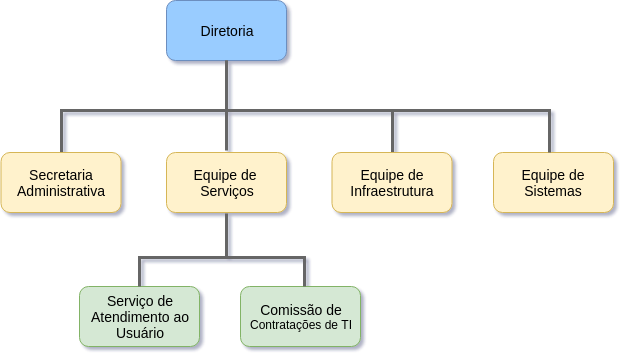 Diretoria
Secretaria
Administrativa
Equipe de
Serviços
Equipe de
Infraestrutura
Equipe de
Sistemas
Serviço de
Atendimento ao
Usuário
Comissão de
Contratações de TI